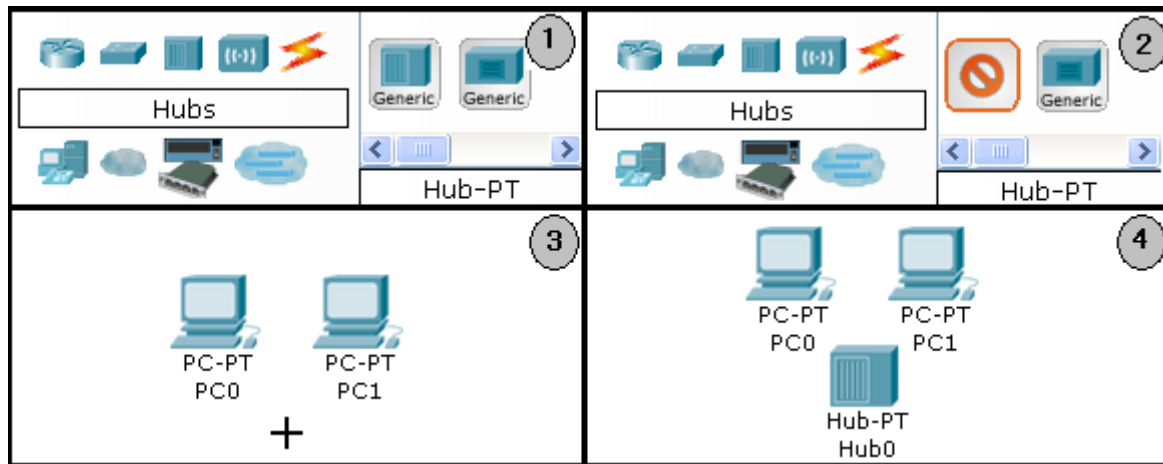 1
Generic Generic
Hubs
Hub-PT
2
Generic
Hubs
Hub-PT
3
PC-PT PC-PT
PC0 PC1
4
PC-PT PC-PT
PC0 PC1
Hub-PT
Hub0